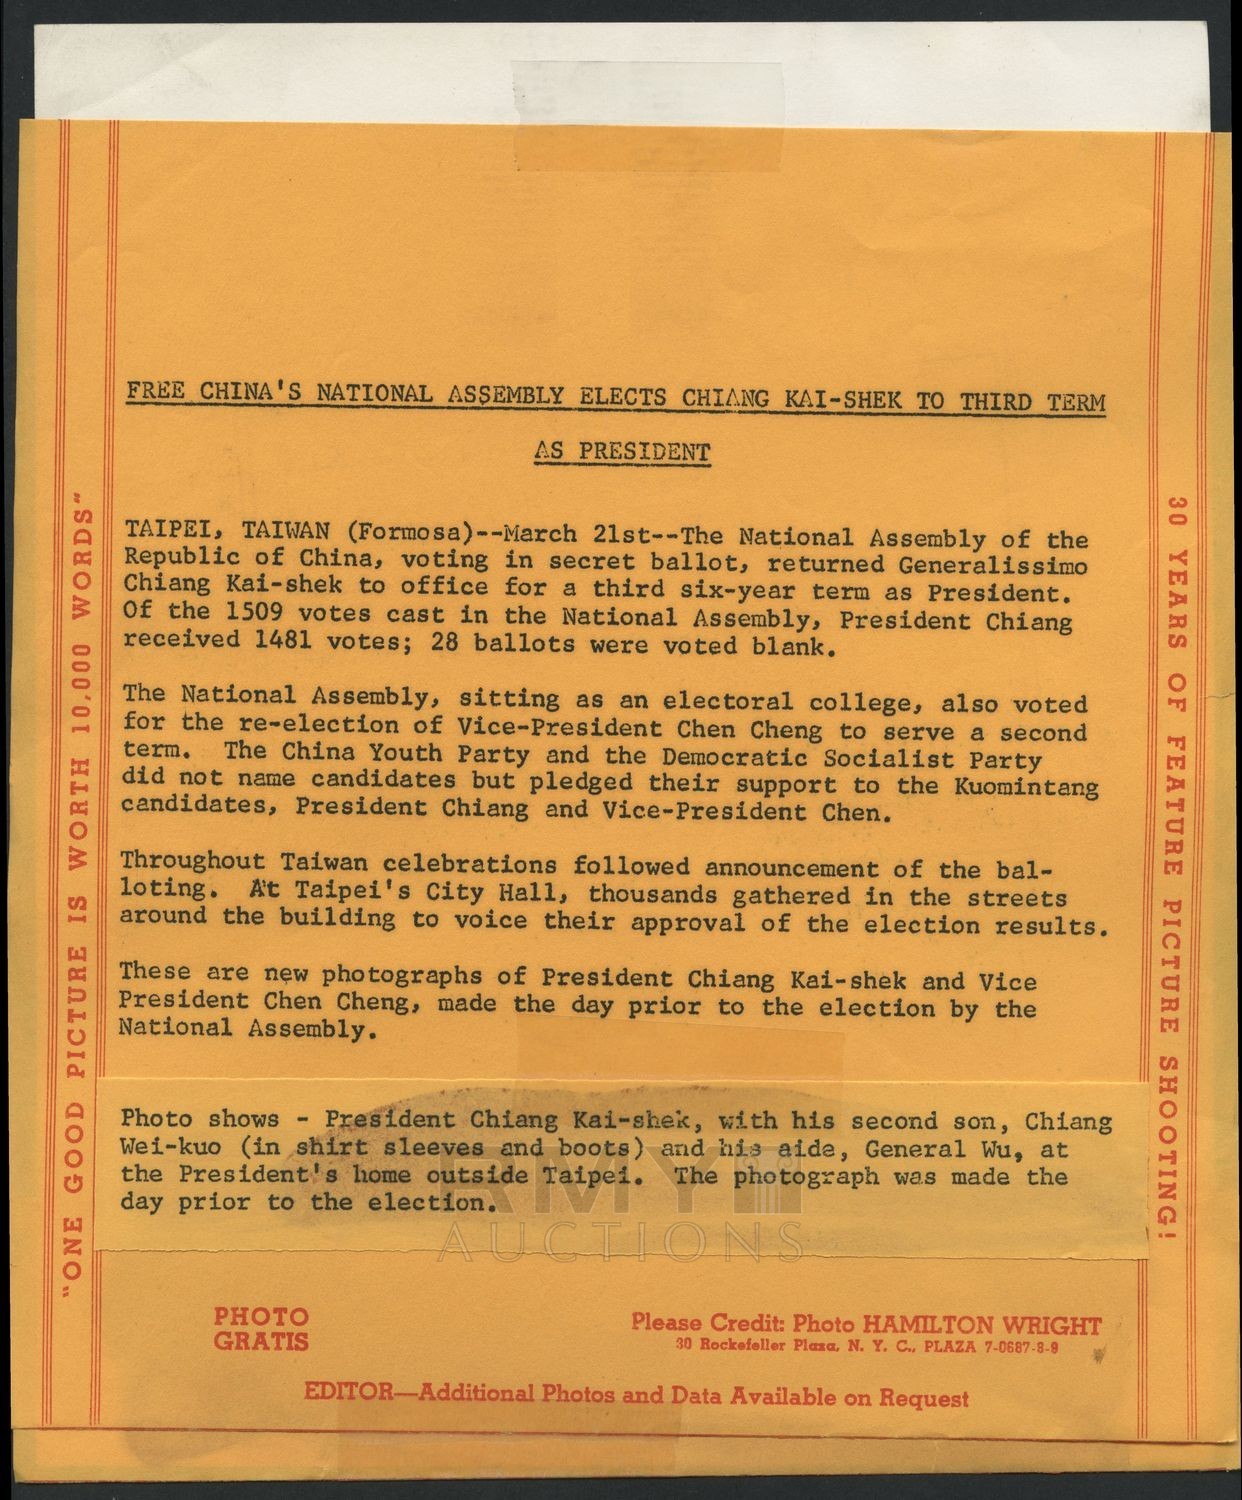 FREE CHINA'S NATIONAL ASSEMBLY ELECTS CHIANG KAI-SHEK TO THIRD TERM
AS PRESIDENT
TAIPEI, TAIWAN (Formosa)--March 21st--The National Assembly of the
Republic of China, voting in secret ballot, returned Generalissimo
Chiang Kai-shek to office for a third six-year term as President.
Of the 1509 votes cast in the National Assembly, President Chiang
received 1481 votes; 28 ballots were voted blank.
The National Assembly, sitting as an electoral college, also voted
for the re-election of Vice-President Chen Cheng to serve a second
term. The China Youth Party and the Democratic Socialist Party
did not name candidates but pledged their support to the Kuomintang
candidates, President Chiang and Vice-President Chen.
Throughout Taiwan celebrations followed announcement of the bal-
loting. At Taipei's City Hall, thousands gathered in the streets
around the building to voice their approval of the election results.
These are new photographs of President Chiang Kai-shek and Vice
President Chen Cheng, made the day prior to the election by the
National Assembly.
Photo shows - President Chiang Kai-shek, with his second son, Chiang
Wei-kuo (in shirt sleeves and boots) and his aide, General Wu, at
the President's home outside Taipei. The photograph was made the
day prior to the election.
AUCTIONS
PHOTO
GRATIS
Please Credit: Photo HAMILTON WRIGHT
30 Rockefeller Plaza, N. Y. C., PLAZA 7-0687-8-9
EDITOR—Additional Photos and Data Available on Request
"ONE GOOD PICTURE IS WORTH 10,000 WORDS"
30 YEARS OF FEATURE PICTURE SHOOTING!